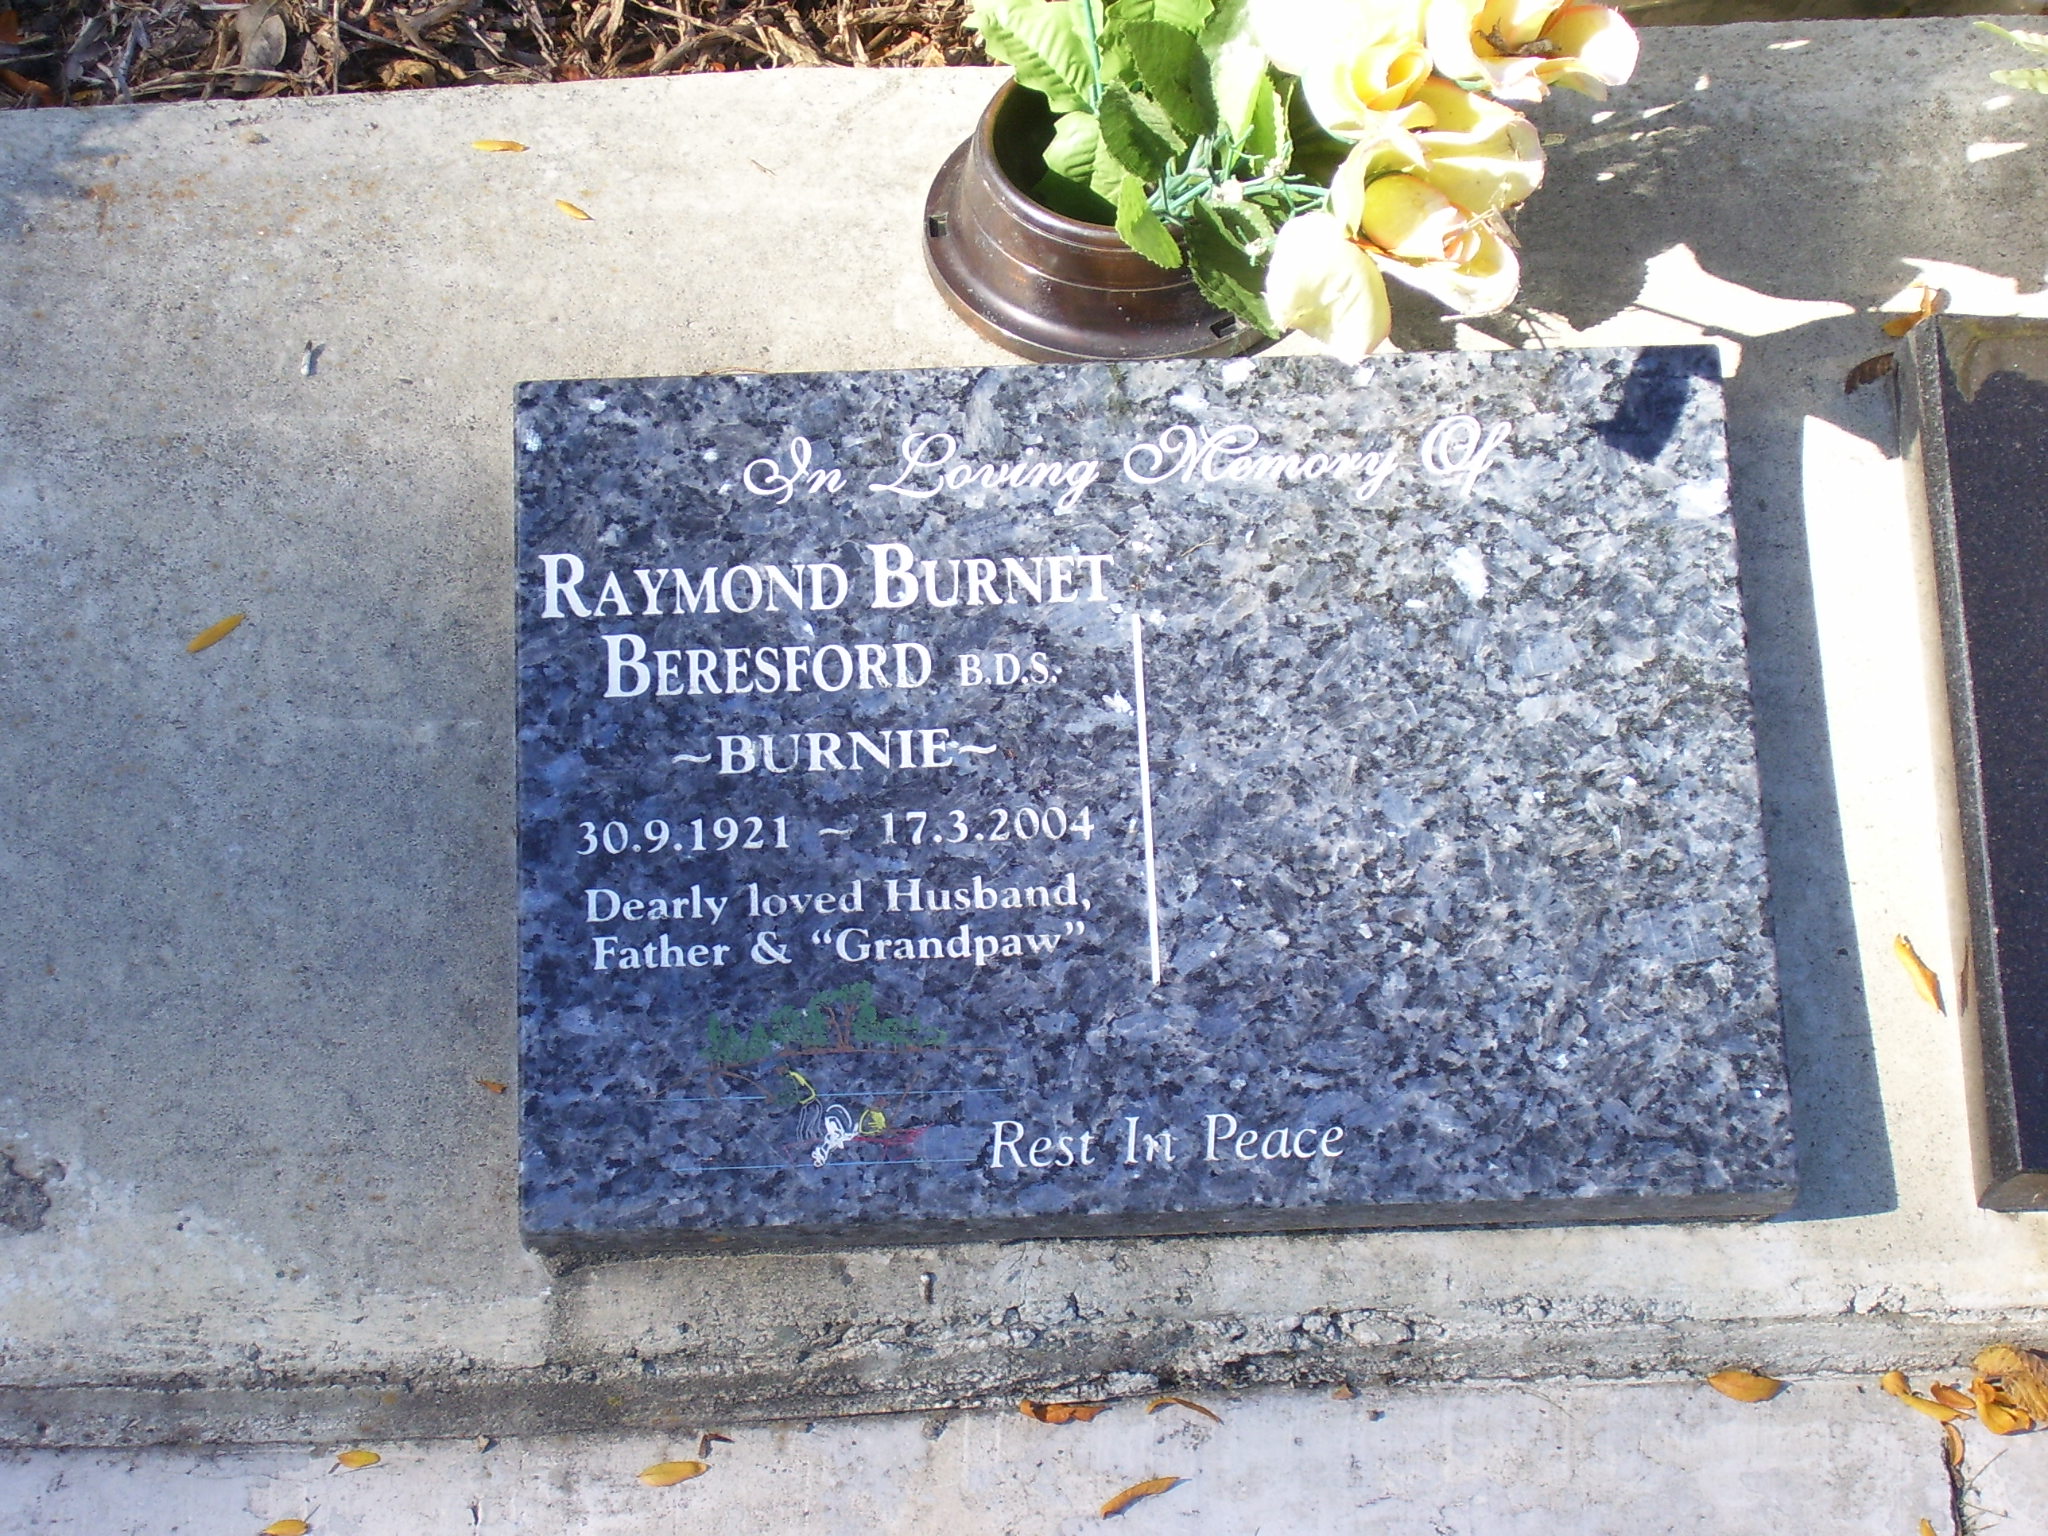 In Loving Memory Of
RAYMOND BURNET
BERESFORD B.D.S.
~BURNIE~
30.9.1921 ~ 17.3.2004
Dearly loved Husband,
Father & “Grandpaw”
Rest In Peace